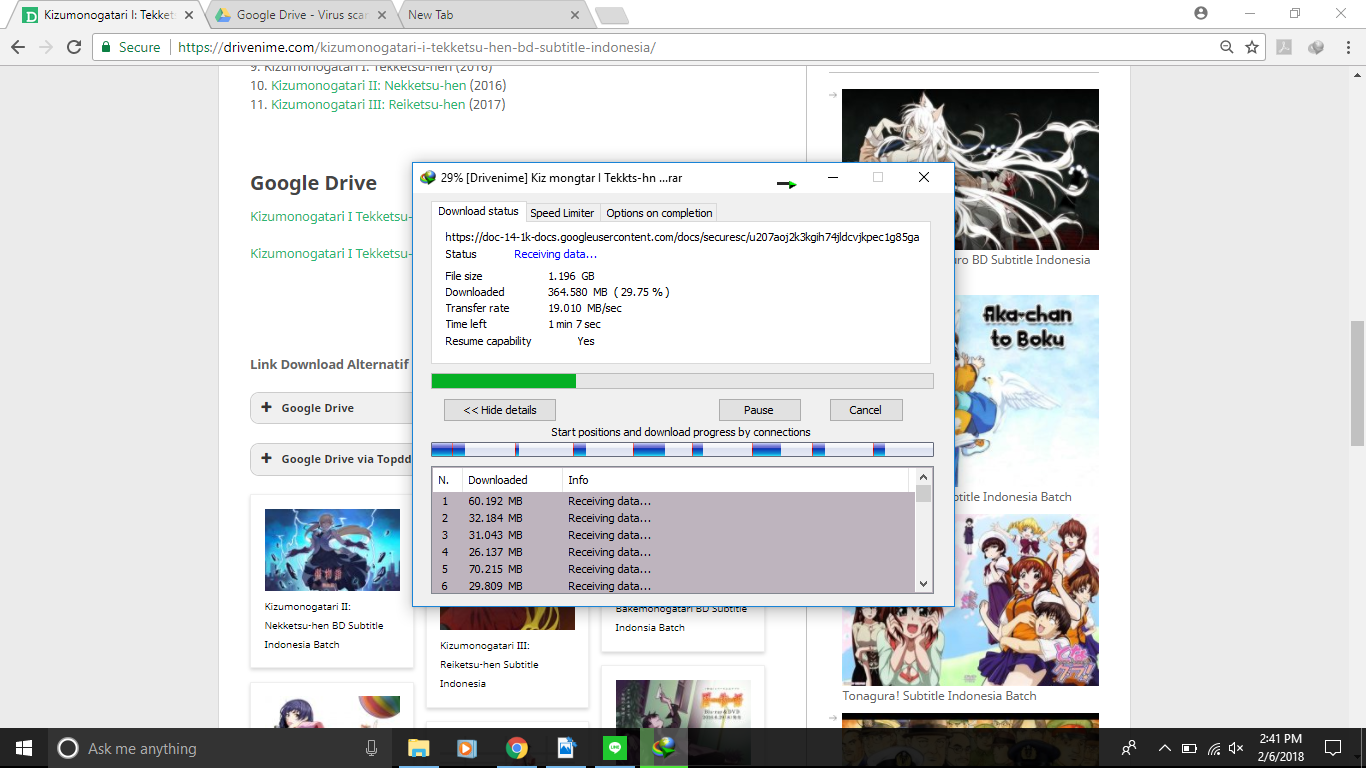 Kizumonogatari I: Tekket
Google Drive - Virus scan
New Tab
Secure
https://drivenime.com/kizumonogatari-i-tekketsu-hen-bd-subtitle-indonesia/
9. Kizumonogatari I: Tekketsu-hen (2016)
10. Kizumonogatari II: Nekketsu-hen (2016)
11. Kizumonogatari III: Reiketsu-hen (2017)
Google Drive
Kizumonogatari I Tekketsu-
Kizumonogatari I Tekketsu-
Link Download Alternatif
+ Google Drive
+ Google Drive via Topdd
Kizumonogatari II:
Nekketsu-hen BD Subtitle
Indonesia Batch
Kizumonogatari III:
Reiketsu-hen Subtitle
Indonesia
Bakemonogatari BD Subtitle
Indonsia Batch
29% [Drivenime] Kiz mongtar I Tekkts-hn ...rar
Download status
Speed Limiter
Options on completion
https://doc-14-1k-docs.googleusercontent.com/docs/securesc/u207aoj2k3kgih74jldcvjkpec1g85ga
Status Receiving data...
File size 1.196 GB
Downloaded 364.580 MB ( 29.75 % )
Transfer rate 19.010 MB/sec
Time left 1 min 7 sec
Resume capability Yes
<< Hide details
Pause
Cancel
Start positions and download progress by connections
N. Downloaded Info
1 60.192 MB Receiving data...
2 32.184 MB Receiving data...
3 31.043 MB Receiving data...
4 26.137 MB Receiving data...
5 70.215 MB Receiving data...
6 29.809 MB Receiving data...
uro BD Subtitle Indonesia
Aka-chan
to Boku
btitle Indonesia Batch
Tonagura! Subtitle Indonesia Batch
Ask me anything
2:41 PM
2/6/2018